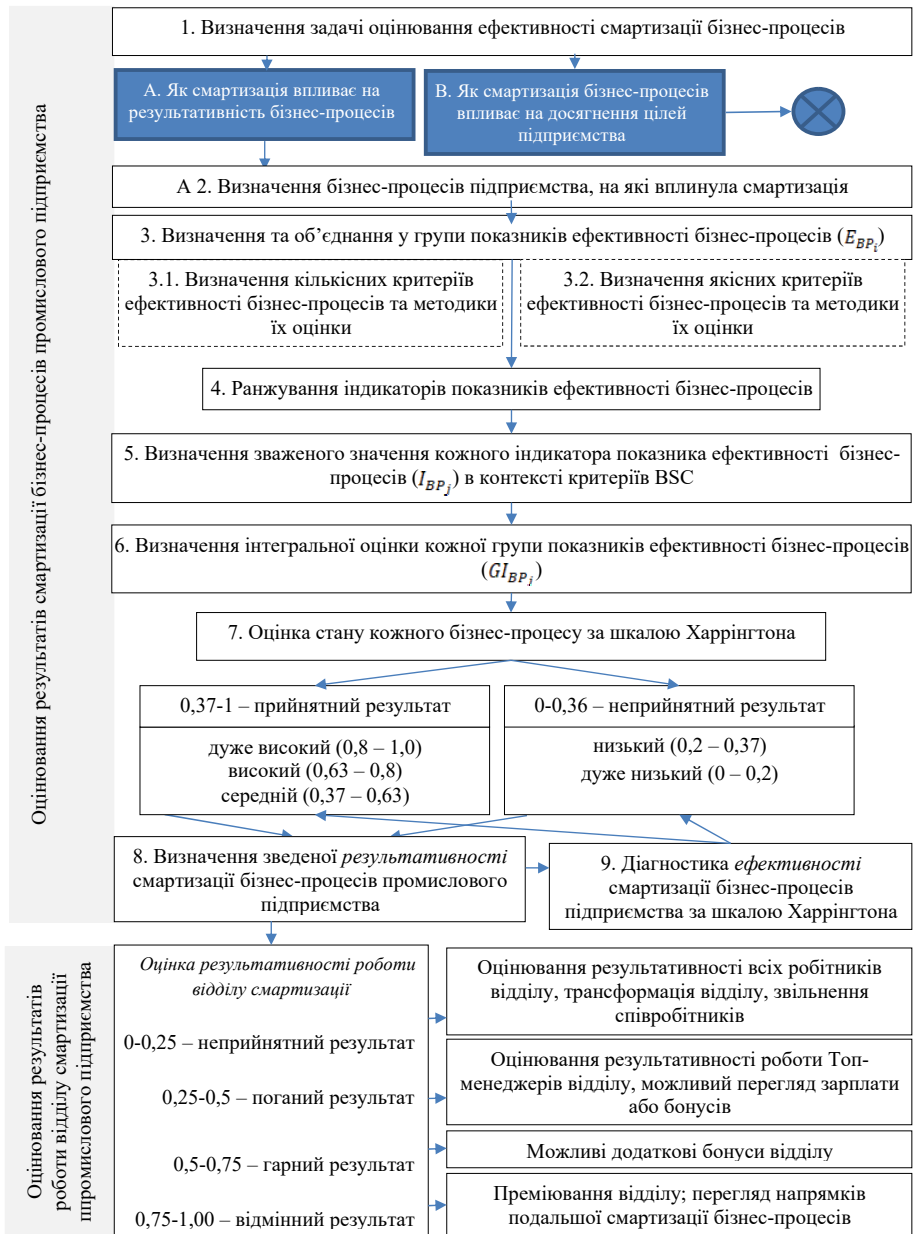 Оцінювання результатів смартизації бізнес-процесів промислового підприємства
1. Визначення задачі оцінювання ефективності смартизації бізнес-процесів
А. Як смартизація впливає на
результативність бізнес-процесів
В. Як смартизація бізнес-процесів
впливає на досягнення цілей
підприємства
А 2. Визначення бізнес-процесів підприємства, на які вплинула смартизація
3. Визначення та об’єднання у групи показників ефективності бізнес-процесів (E_{BP_i})
3.1. Визначення кількісних критеріїв
ефективності бізнес-процесів та методики
їх оцінки
3.2. Визначення якісних критеріїв
ефективності бізнес-процесів та методики
їх оцінки
4. Ранжування індикаторів показників ефективності бізнес-процесів
5. Визначення зваженого значення кожного індикатора показника ефективності бізнес-
процесів (I_{BP_j}) в контексті критеріїв BSC
6. Визначення інтегральної оцінки кожної групи показників ефективності бізнес-процесів
(GI_{BP_j})
7. Оцінка стану кожного бізнес-процесу за шкалою Харрінгтона
0,37-1 – прийнятний результат
дуже високий (0,8 – 1,0)
високий (0,63 – 0,8)
середній (0,37 – 0,63)
0-0,36 – неприйнятний результат
низький (0,2 – 0,37)
дуже низький (0 – 0,2)
8. Визначення зведеної результативності
смартизації бізнес-процесів промислового
підприємства
9. Діагностика ефективності
смартизації бізнес-процесів
підприємства за шкалою Харрінгтона
Оцінювання результатів
роботи відділу смартизації
ппромислового підприємства
Оцінка результативності роботи
відділу смартизації
0-0,25 – неприйнятний результат
0,25-0,5 – поганий результат
0,5-0,75 – гарний результат
0,75-1,00 – відмінний результат
Оцінювання результативності всіх робітників
відділу, трансформація відділу, звільнення
співробітників
Оцінювання результативності роботи Топ-
менеджерів відділу, можливий перегляд зарплати
або бонусів
Можливі додаткові бонуси відділу
Преміювання відділу; перегляд напрямків
подальшої смартизації бізнес-процесів